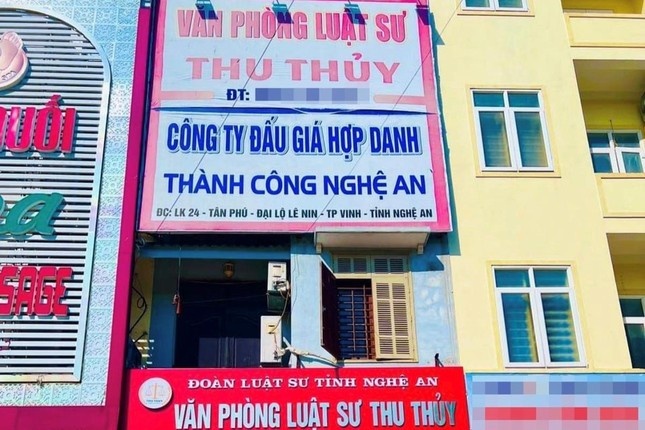 VĂN PHÒNG LUẬT SƯ
THU THỦY
ĐT:
CÔNG TY ĐẤU GIÁ HỢP DANH
THÀNH CÔNG NGHỆ AN
ĐC: LK 24 - TÂN PHÚ - ĐẠI LỘ LÊ NIN - TP VINH - TỈNH NGHỆ AN
ĐOÀN LUẬT SƯ TỈNH NGHỆ AN
VĂN PHÒNG LUẬT SƯ THU THỦY